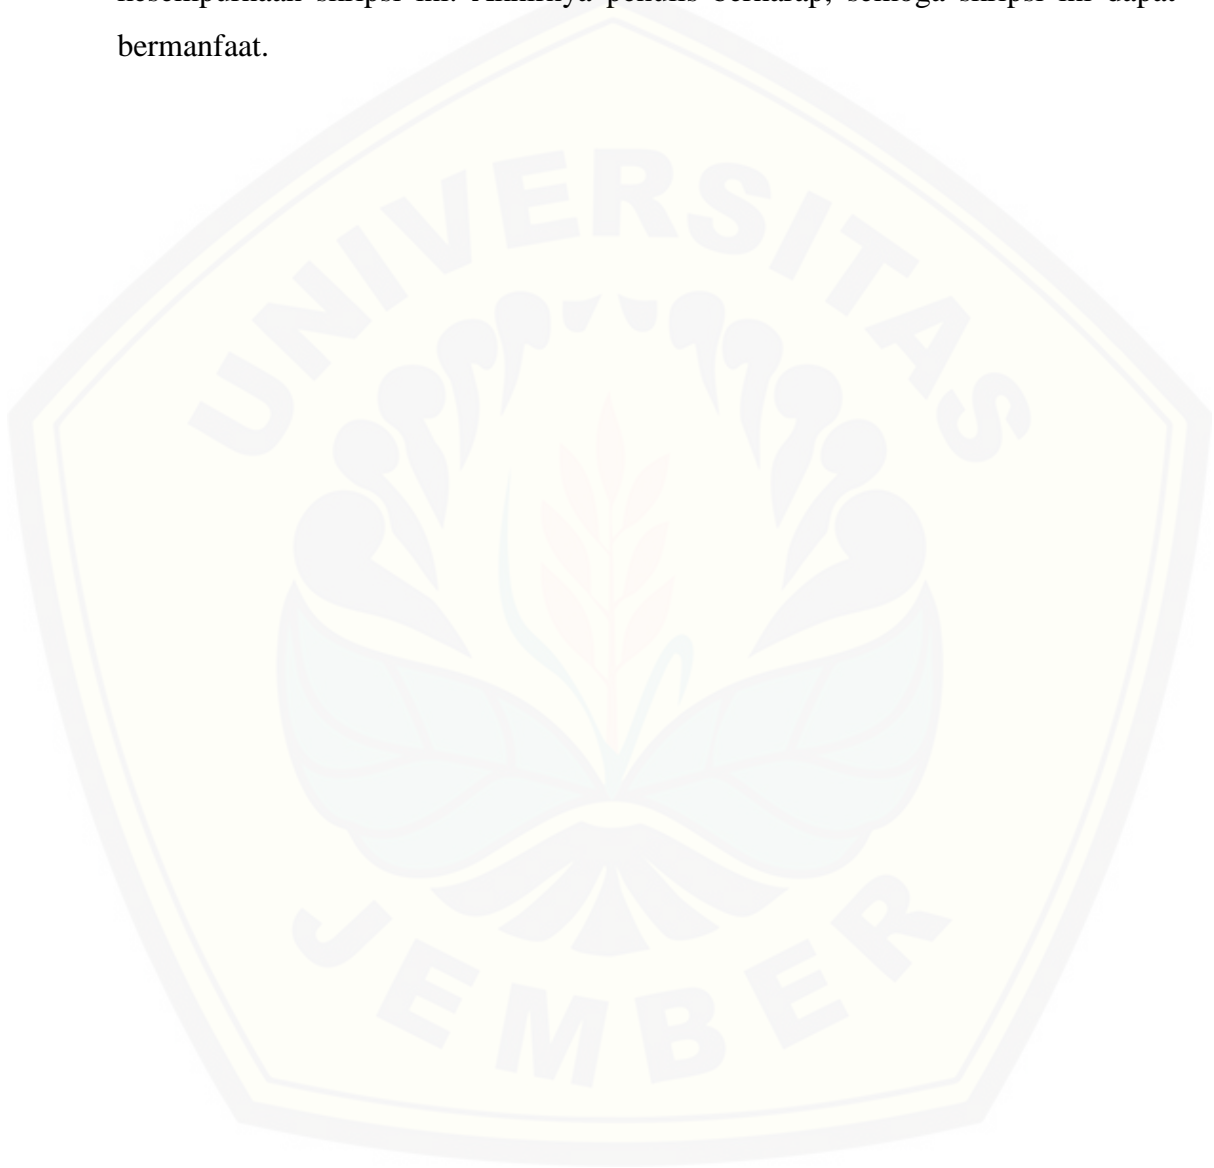 kesempurnaan skripsi ini. Akhirnya penulis berharap, semoga skripsi ini dapat
bermanfaat.
UNIVERSITAS
JEMBER